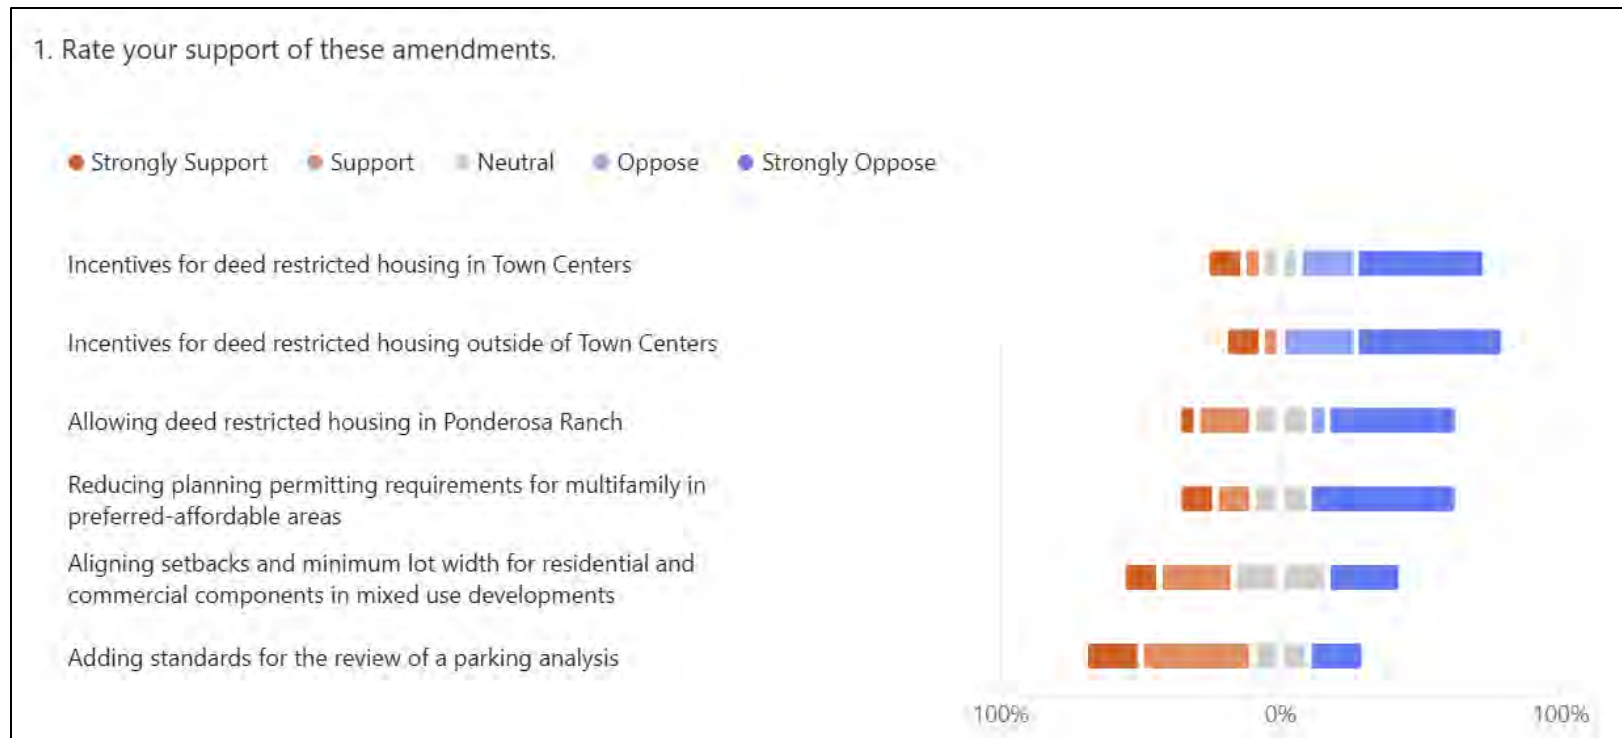 1. Rate your support of these amendments.
Strongly Support Support Neutral Oppose Strongly Oppose
Incentives for deed restricted housing in Town Centers
Incentives for deed restricted housing outside of Town Centers
Allowing deed restricted housing in Ponderosa Ranch
Reducing planning permitting requirements for multifamily in
preferred-affordable areas
Aligning setbacks and minimum lot width for residential and
commercial components in mixed use developments
Adding standards for the review of a parking analysis
100% 0% 100%